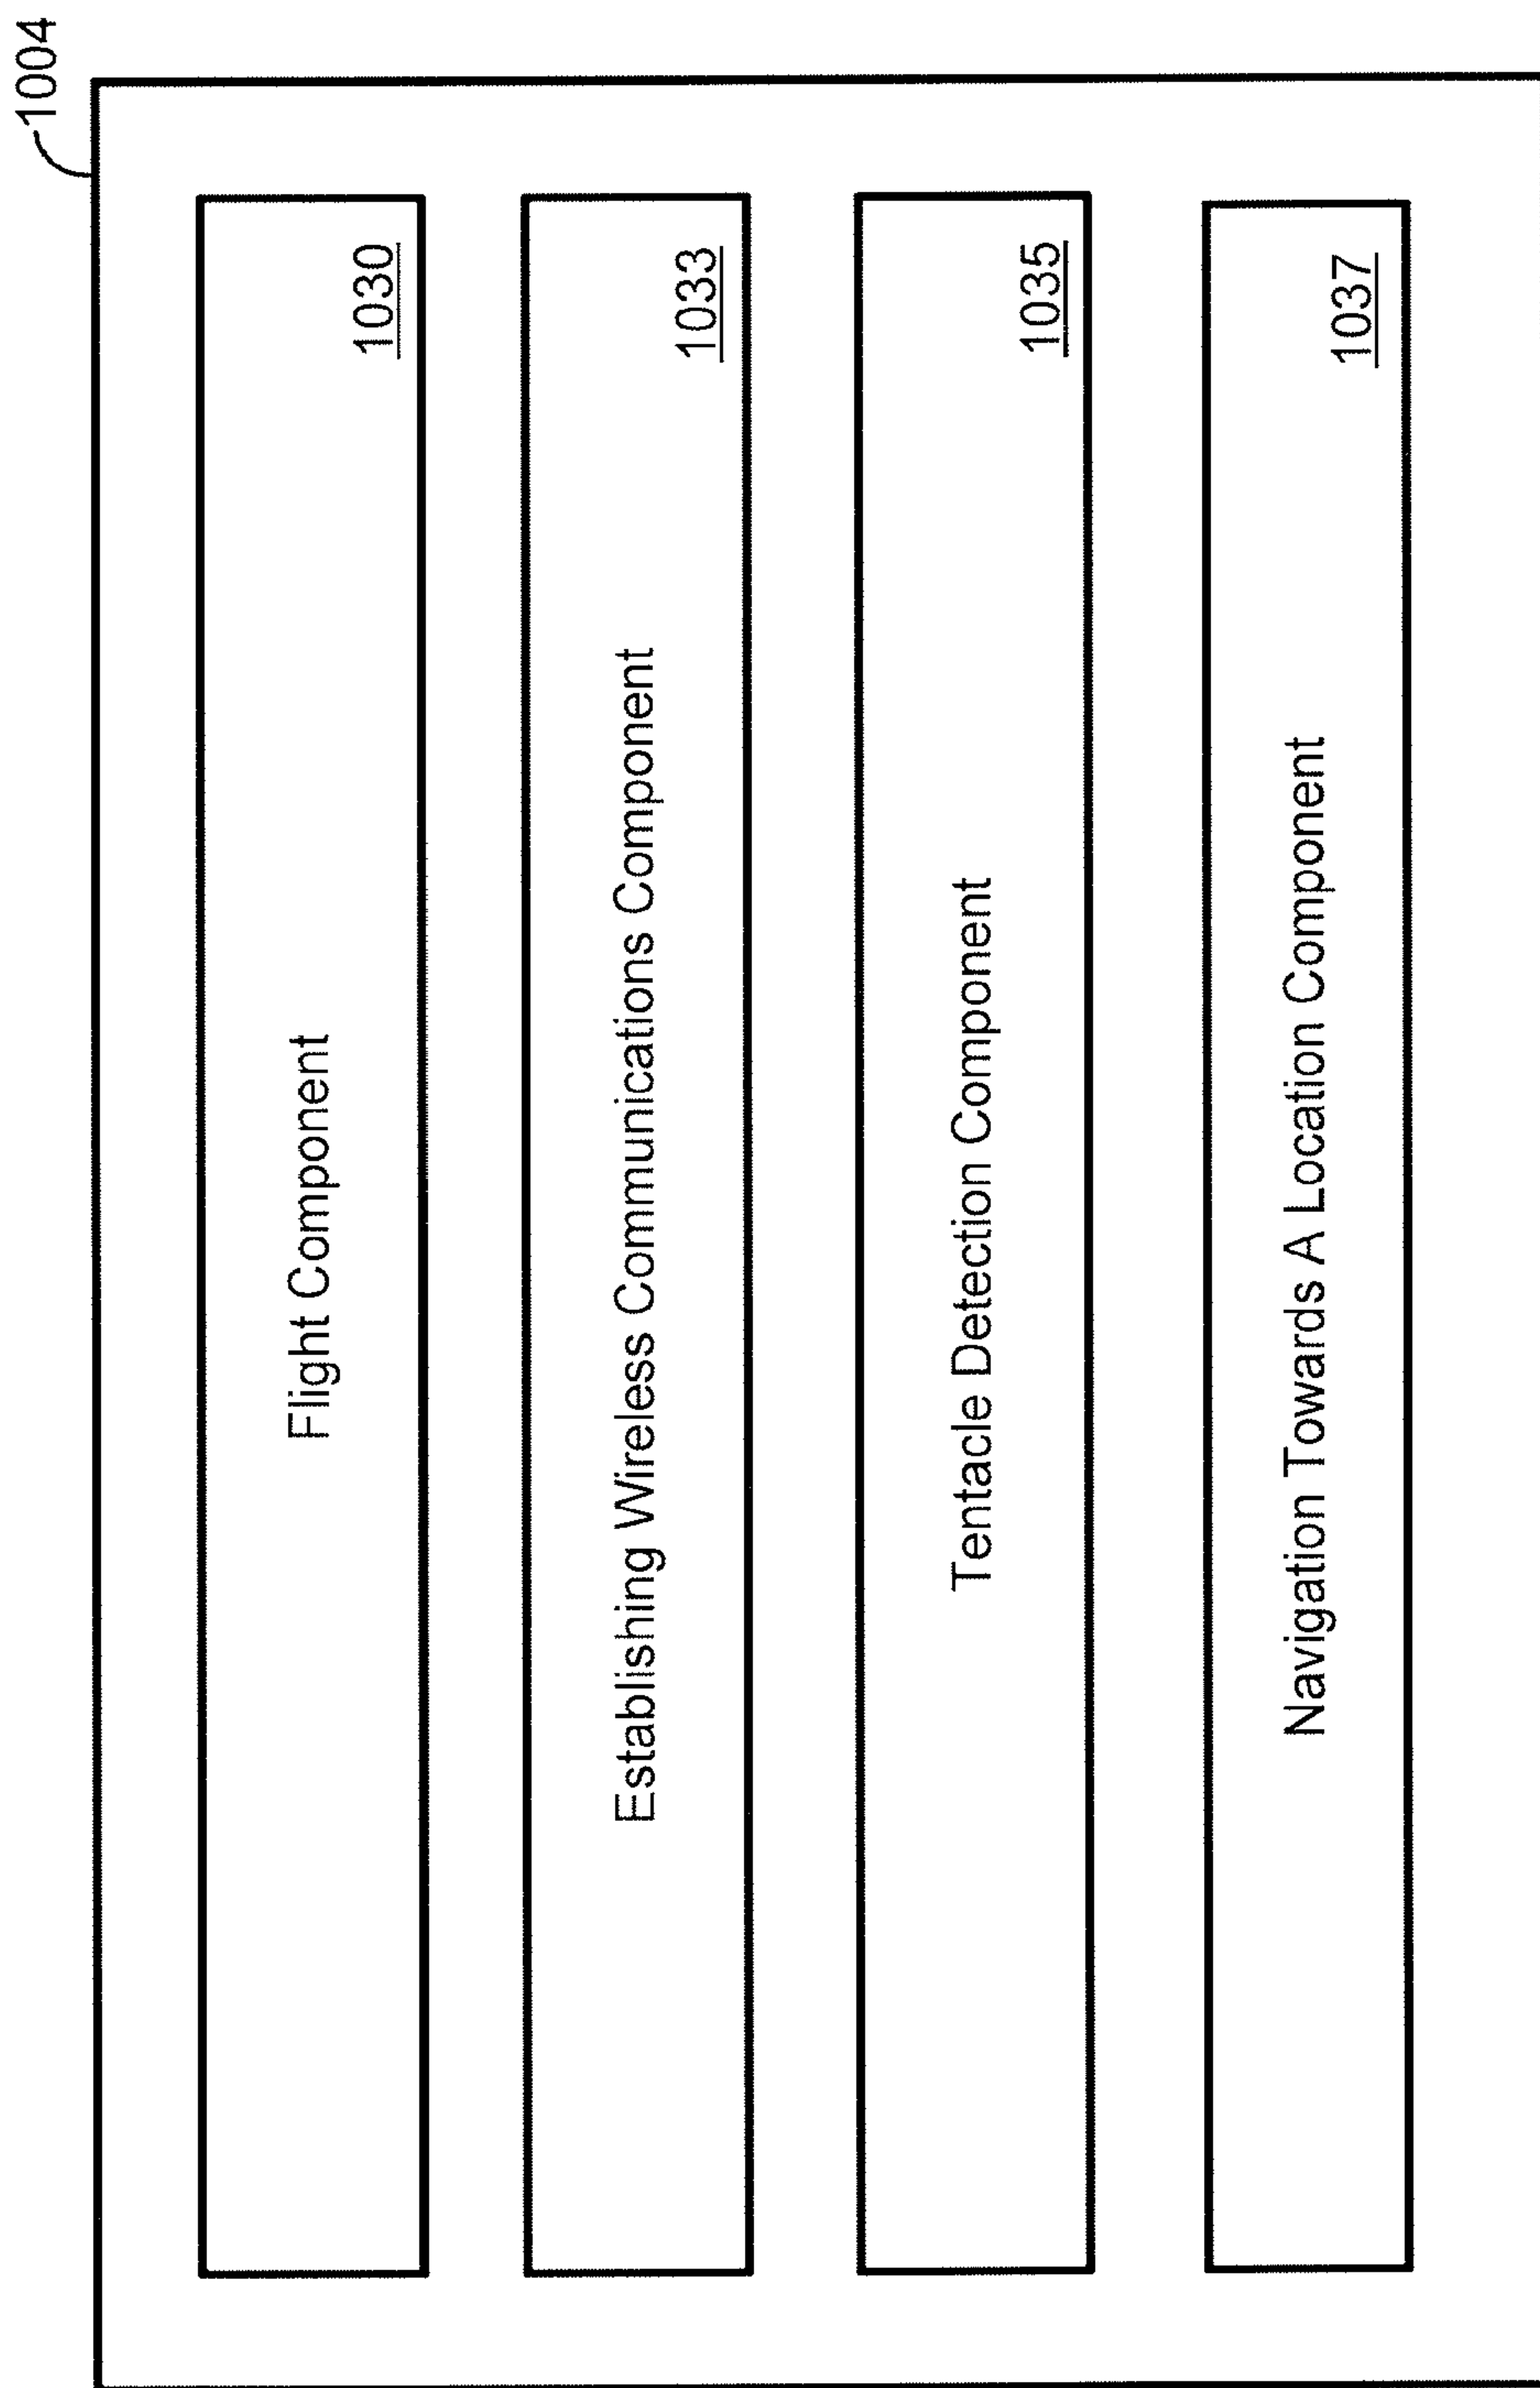 1004
Flight Component
1030
Establishing Wireless Communications Component
1033
Tentacle Detection Component
1035
Navigation Towards A Location Component
1037